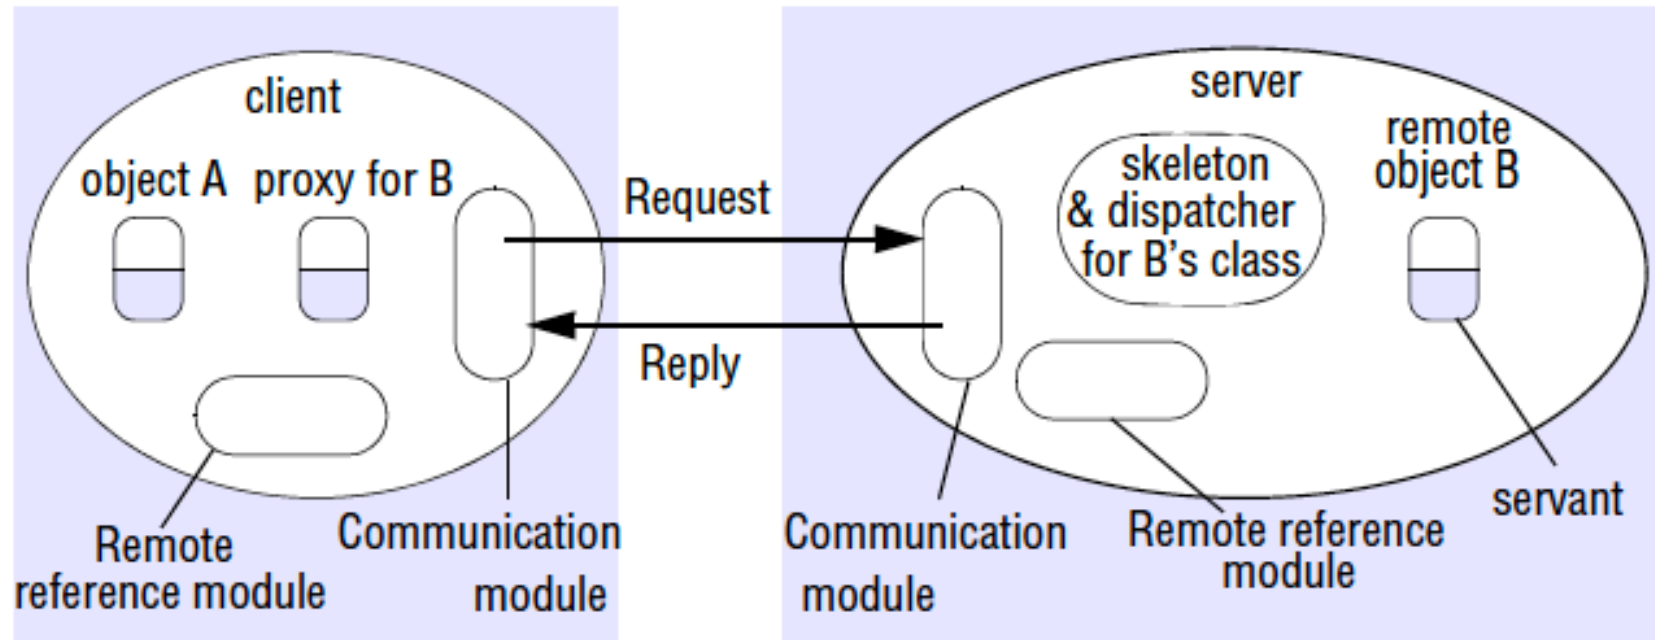 client
object A
proxy for B
Remote
reference module
Communication
module
Request
Reply
server
skeleton
& dispatcher
for B's class
remote
object B
Communication
module
Remote reference
module
servant